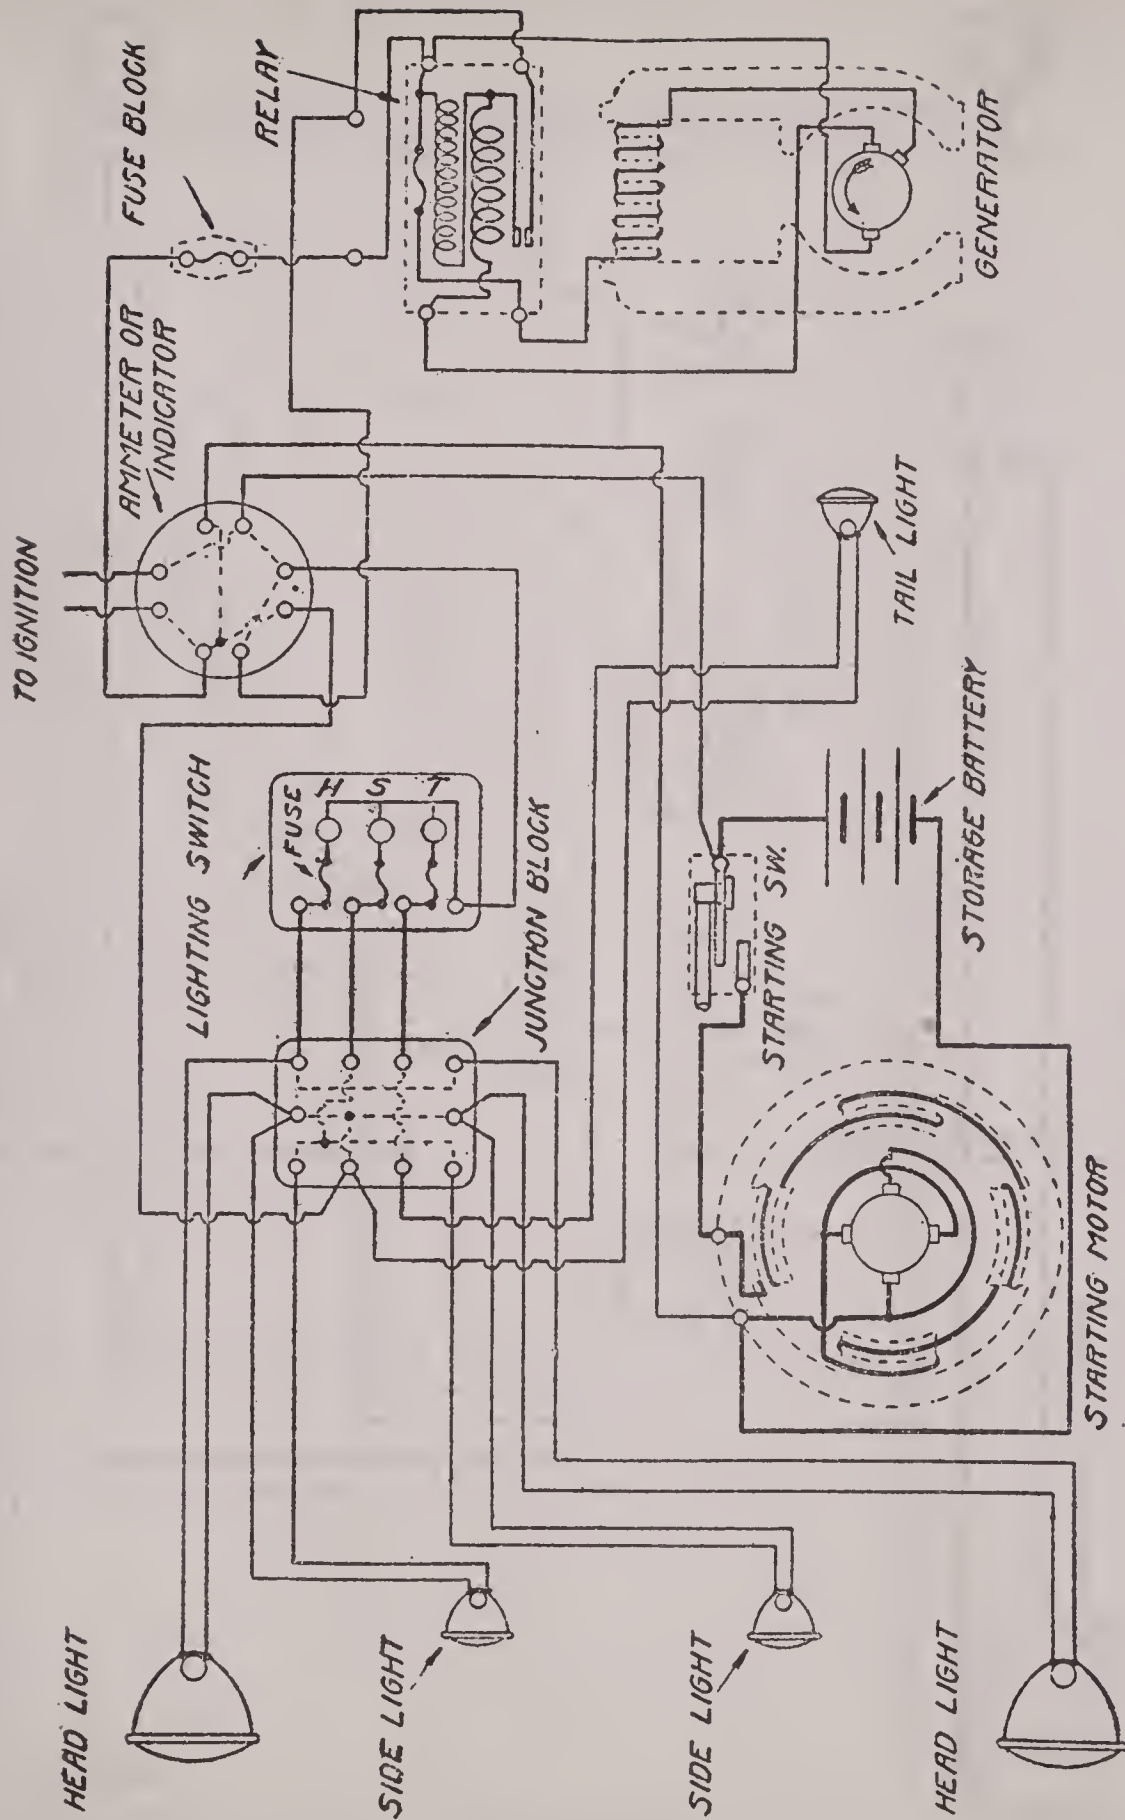 HEAD LIGHT
SIDE LIGHT
SIDE LIGHT
HEAD LIGHT
TO IGNITION
LIGHTING SWITCH
FUSE
H S T
JUNCTION BLOCK
STARTING SW.
STARTING MOTOR
FUSE BLOCK
AMMETER OR
INDICATOR
RELAY
TAIL LIGHT
STORAGE BATTERY
GENERATOR